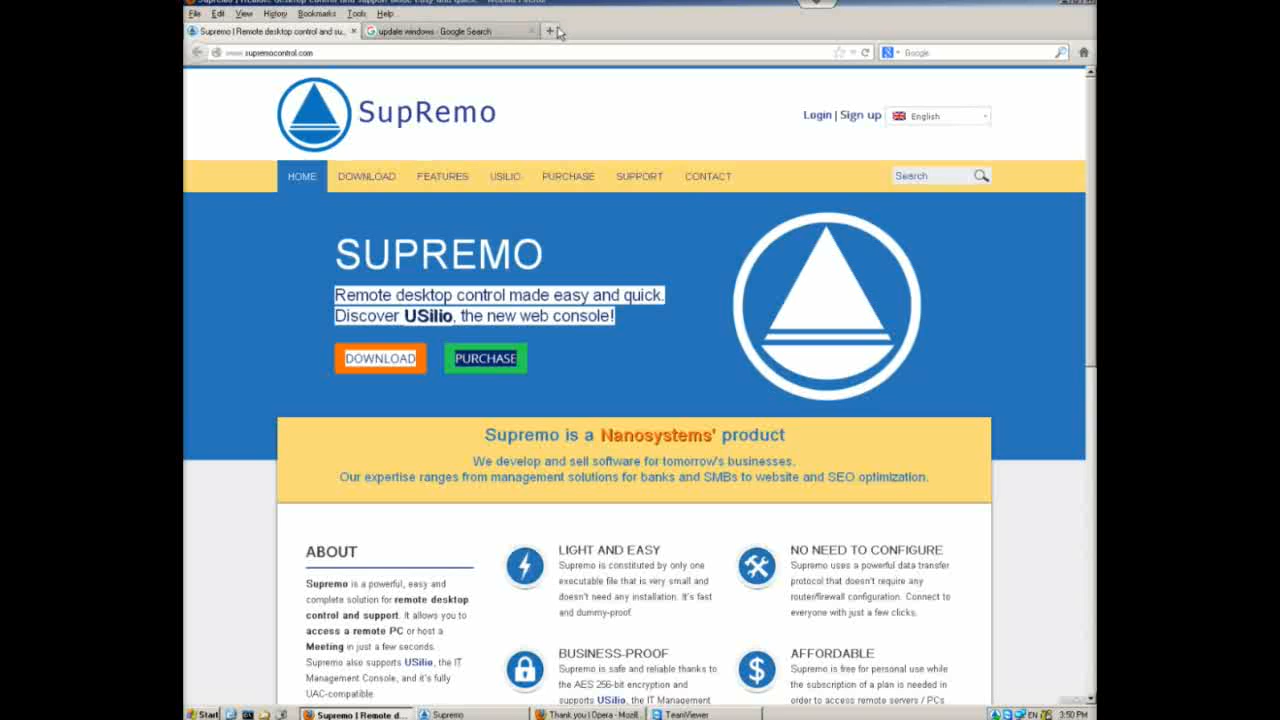 File Edit View History Bookmarks Tools Help
Supremo | Remote desktop control and su...
update windows - Google Search
www.supremocontrol.com
Google
SupRemo
Login | Sign up
English
HOME DOWNLOAD FEATURES USILIO PURCHASE SUPPORT CONTACT
Search
SUPREMO
Remote desktop control made easy and quick.
Discover USilio, the new web console!
DOWNLOAD PURCHASE
Supremo is a Nanosystems' product
We develop and sell software for tomorrow's businesses.
Our expertise ranges from management solutions for banks and SMBs to website and SEO optimization.
ABOUT
Supremo is a powerful, easy and
complete solution for remote desktop
control and support. It allows you to
access a remote PC or host a
Meeting in just a few seconds.
Supremo also supports USilio, the IT
Management Console, and it's fully
UAC-compatible
LIGHT AND EASY
Supremo is constituted by only one
executable file that is very small and
doesn't need any installation. It's fast
and dummy-proof.
NO NEED TO CONFIGURE
Supremo uses a powerful data transfer
protocol that doesn't require any
router/firewall configuration. Connect to
everyone with just a few clicks.
BUSINESS-PROOF
Supremo is safe and reliable thanks to
the AES 256-bit encryption and
supports USilio, the IT Management
AFFORDABLE
Supremo is free for personal use while
the subscription of a plan is needed in
order to access remote servers / PCs
Start
Supremo | Remote d...
Supremo
Thank you | Opera - Mozil...
TeamViewer
EN
3:50 PM